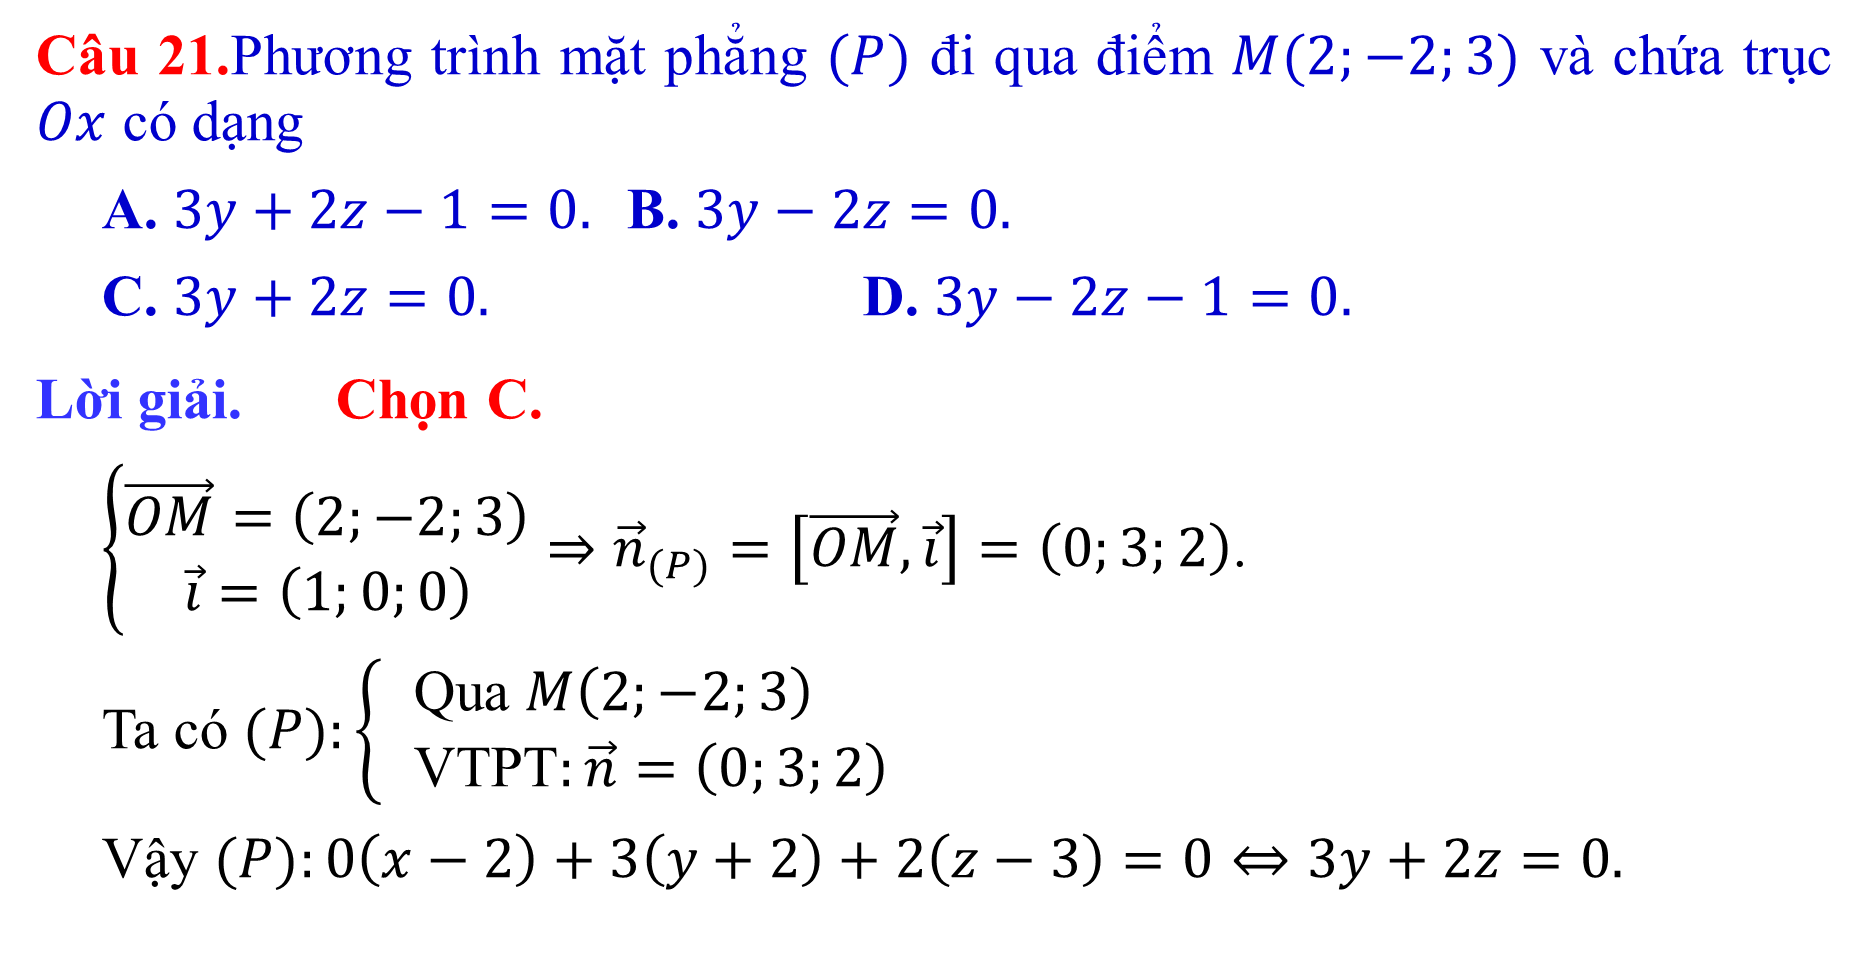 Câu 21.Phương trình mặt phẳng (P) đi qua điểm M(2; −2; 3) và chứa trục
Ox có dạng
A. 3y + 2z − 1 = 0. B. 3y − 2z = 0.
C. 3y + 2z = 0. D. 3y − 2z − 1 = 0.
Lời giải. Chọn C.
{OM⃗ = (2; −2; 3)
ı⃗ = (1; 0; 0) ⇒ n⃗₍P₎ = [OM⃗, ı⃗] = (0; 3; 2).
Ta có (P): { Qua M(2; −2; 3)
VTPT: n⃗ = (0; 3; 2)
Vậy (P): 0(x − 2) + 3(y + 2) + 2(z − 3) = 0 ⇔ 3y + 2z = 0.